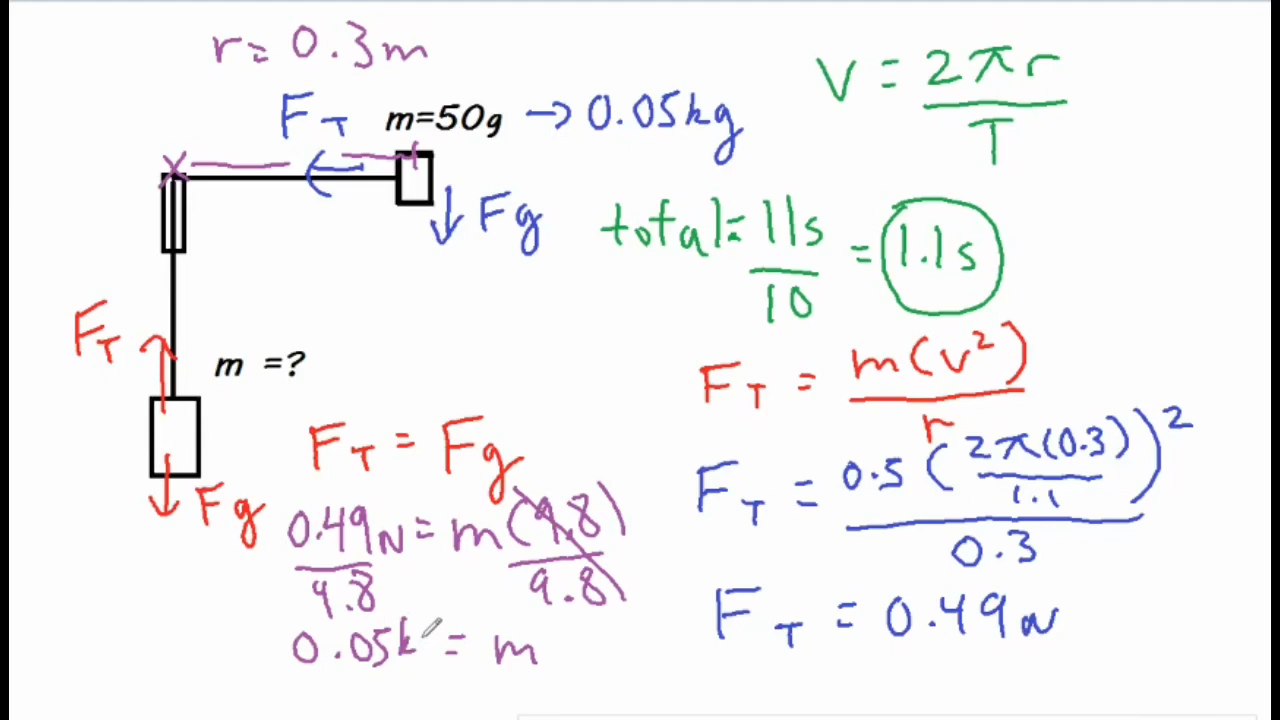 r = 0.3m
F_T
m=50g → 0.05kg
Fg
F_T
m =?
Fg
F_T = Fg
0.49N = m(9.8)
9.8 9.8
0.05k = m
V = 2πr
T
total = 11s = 1.1s
10
F_T = m(v²)
r
F_T = 0.5(2π(0.3))²
1.1
0.3
F_T = 0.49N